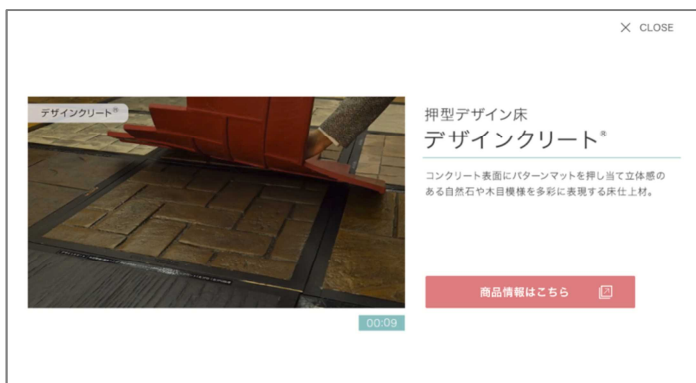 CLOSE
デザインクリート®
押型デザイン床
デザインクリート®
コンクリート表面にパターンマットを押し当て立体感の
ある自然石や木目模様を多彩に表現する床仕上材。
商品情報はこちら
00:09